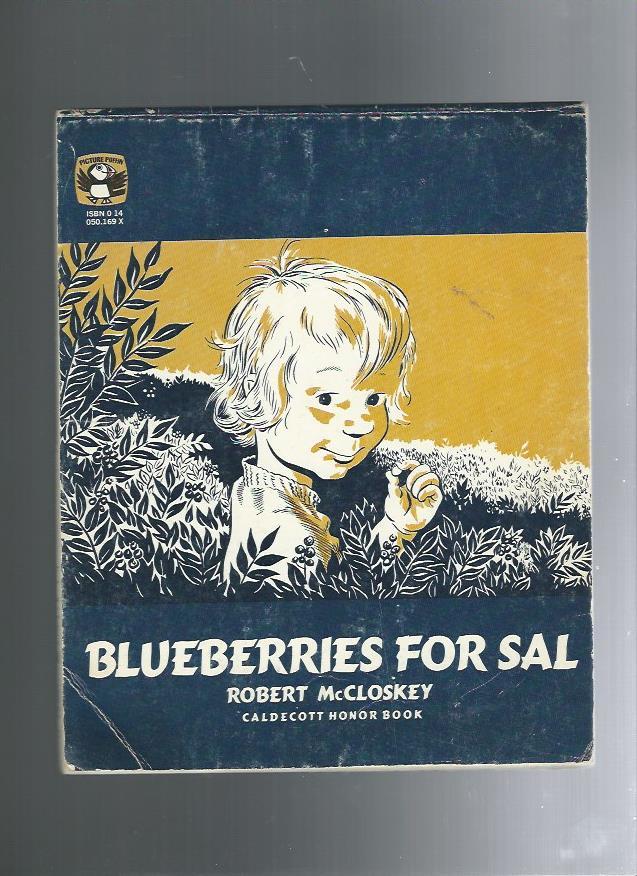 PICTURE PUFFIN
ISBN 0 14
050.169 X
BLUEBERRIES FOR SAL
ROBERT McCLOSKEY
CALDECOTT HONOR BOOK